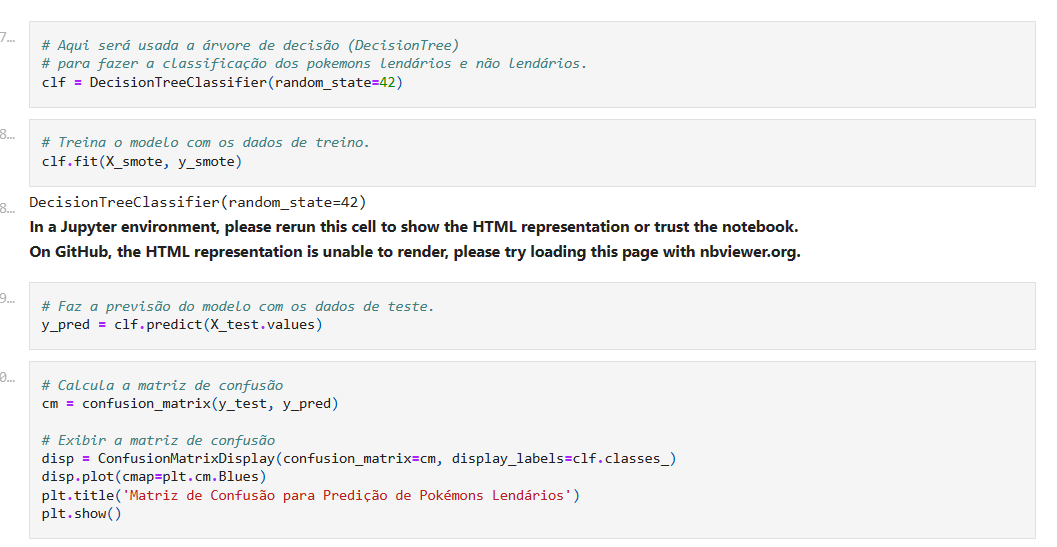 7...
# Aqui será usada a árvore de decisão (DecisionTree)
# para fazer a classificação dos pokemons lendários e não lendários.
clf = DecisionTreeClassifier(random_state=42)
8...
# Treina o modelo com os dados de treino.
clf.fit(X_smote, y_smote)
8...
DecisionTreeClassifier(random_state=42)
In a Jupyter environment, please rerun this cell to show the HTML representation or trust the notebook.
On GitHub, the HTML representation is unable to render, please try loading this page with nbviewer.org.
9...
# Faz a previsão do modelo com os dados de teste.
y_pred = clf.predict(X_test.values)
0...
# Calcula a matriz de confusão
cm = confusion_matrix(y_test, y_pred)
# Exibir a matriz de confusão
disp = ConfusionMatrixDisplay(confusion_matrix=cm, display_labels=clf.classes_)
disp.plot(cmap=plt.cm.Blues)
plt.title('Matriz de Confusão para Predição de Pokémons Lendários')
plt.show()